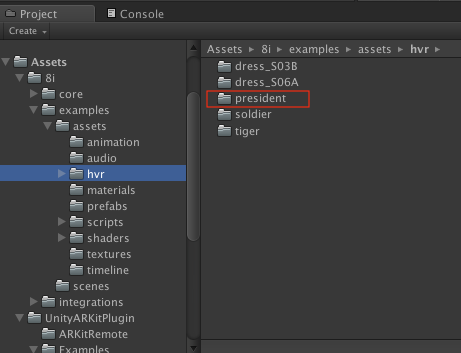 Project
Console
Create
Assets
8i
core
examples
assets
animation
audio
hvr
materials
prefabs
scripts
shaders
textures
timeline
scenes
integrations
UnityARKitPlugin
ARKitRemote
Examples
Assets 8i examples assets hvr
dress_S03B
dress_S06A
president
soldier
tiger